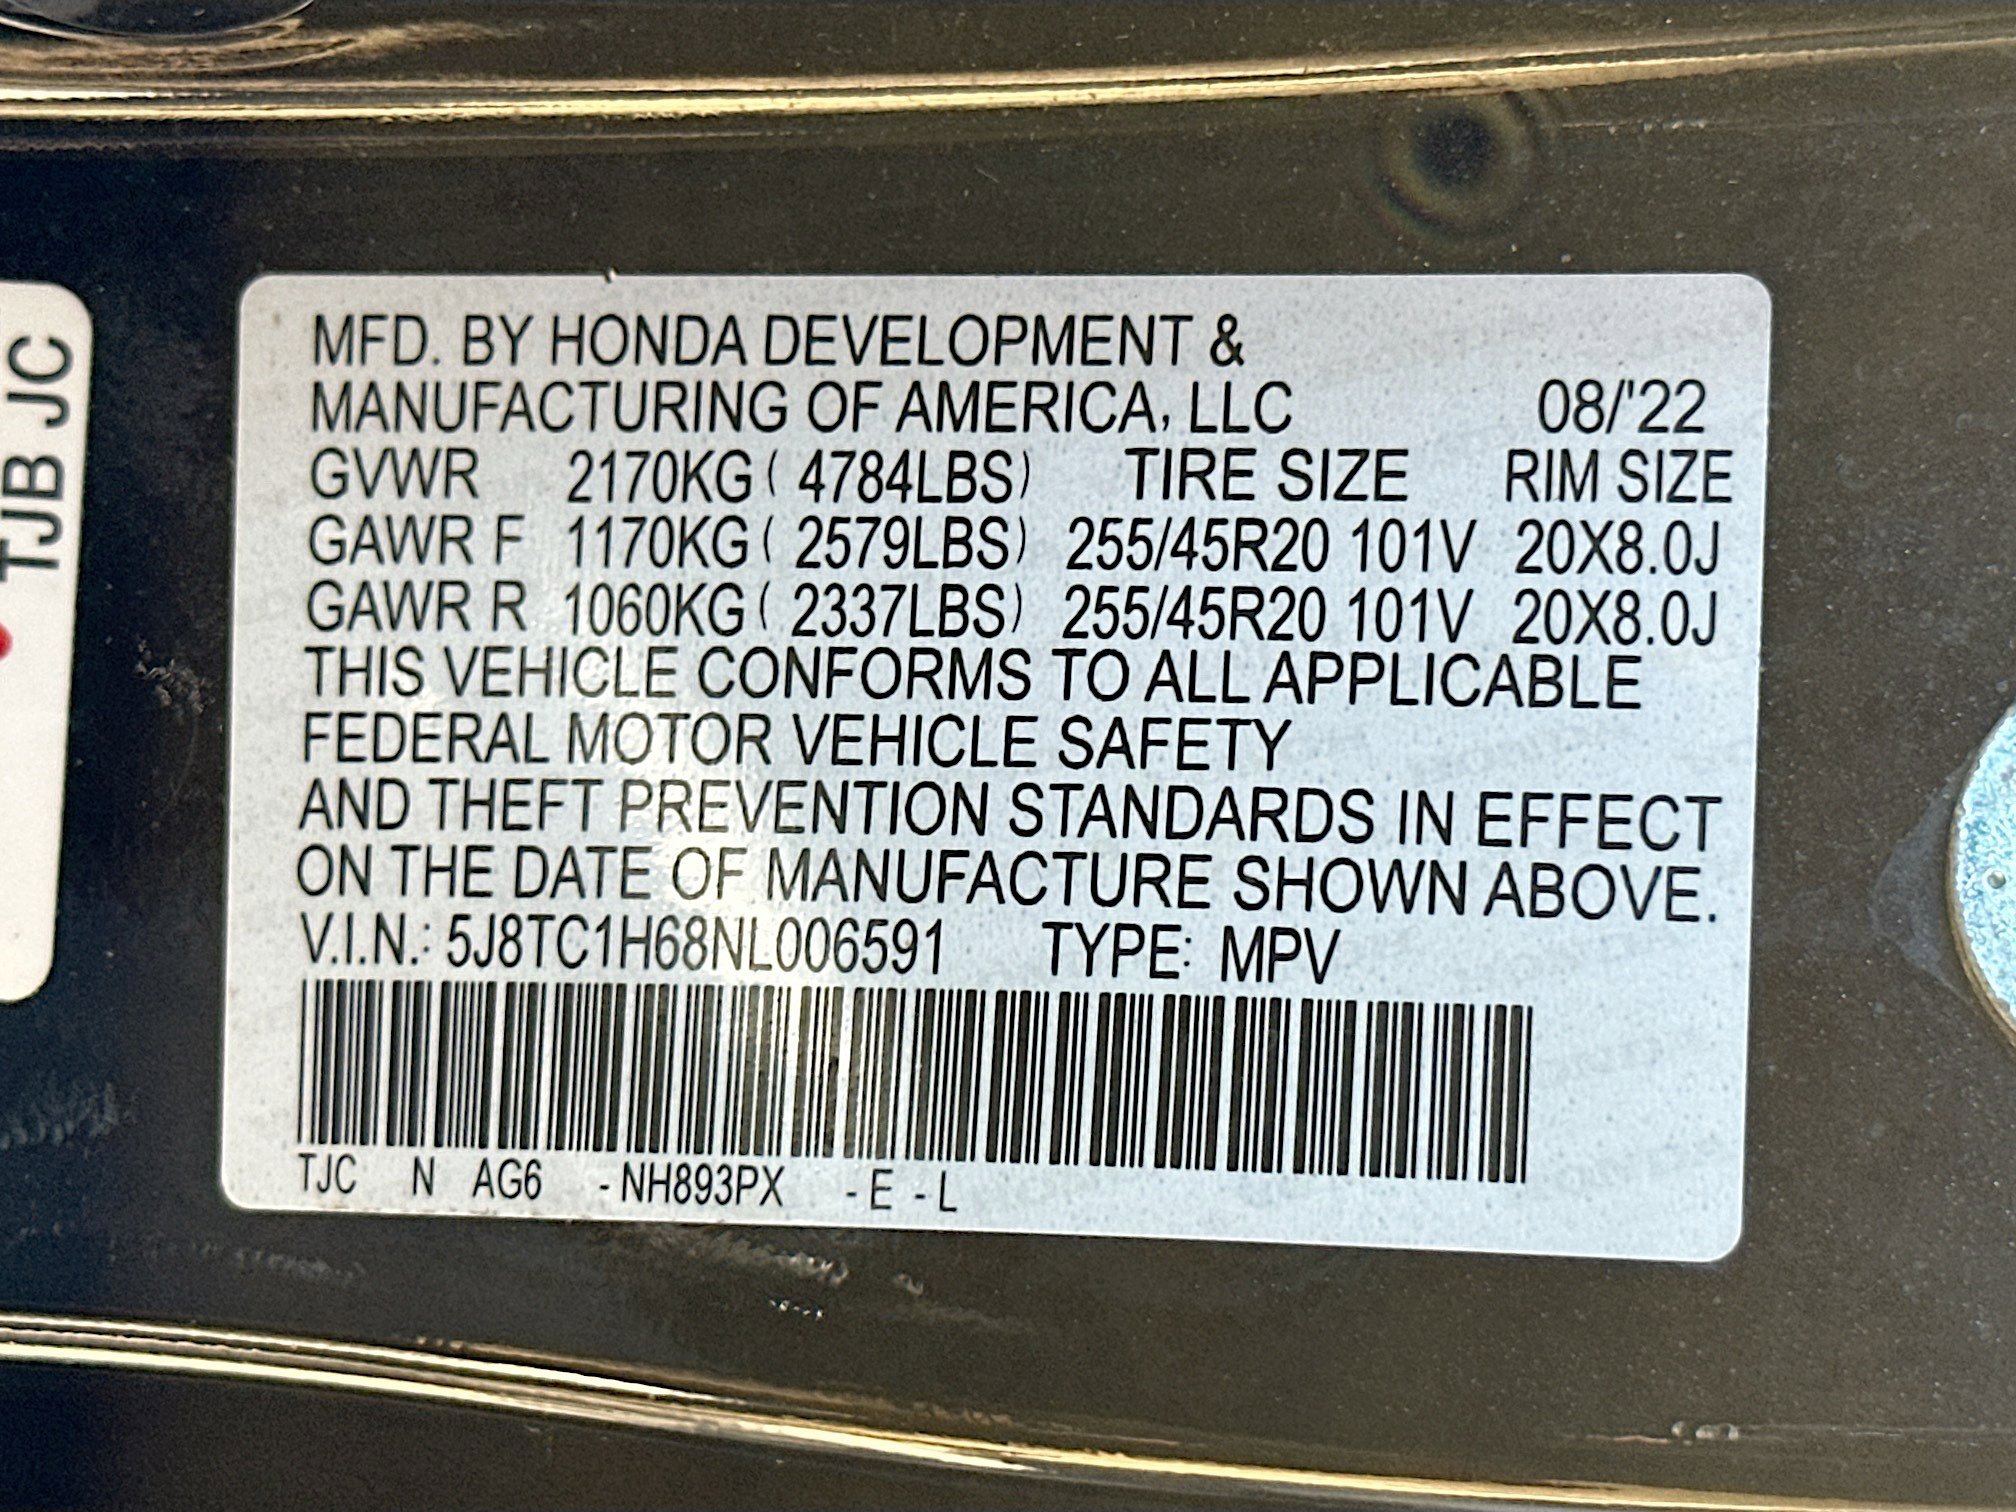 MFD. BY HONDA DEVELOPMENT &
MANUFACTURING OF AMERICA, LLC 08/'22
GVWR 2170KG ( 4784LBS) TIRE SIZE RIM SIZE
GAWR F 1170KG ( 2579LBS) 255/45R20 101V 20X8.0J
GAWR R 1060KG ( 2337LBS) 255/45R20 101V 20X8.0J
THIS VEHICLE CONFORMS TO ALL APPLICABLE
FEDERAL MOTOR VEHICLE SAFETY
AND THEFT PREVENTION STANDARDS IN EFFECT
ON THE DATE OF MANUFACTURE SHOWN ABOVE.
V.I.N.: 5J8TC1H68NL006591 TYPE: MPV
TJC N AG6 - NH893PX - E - L
TJB JC